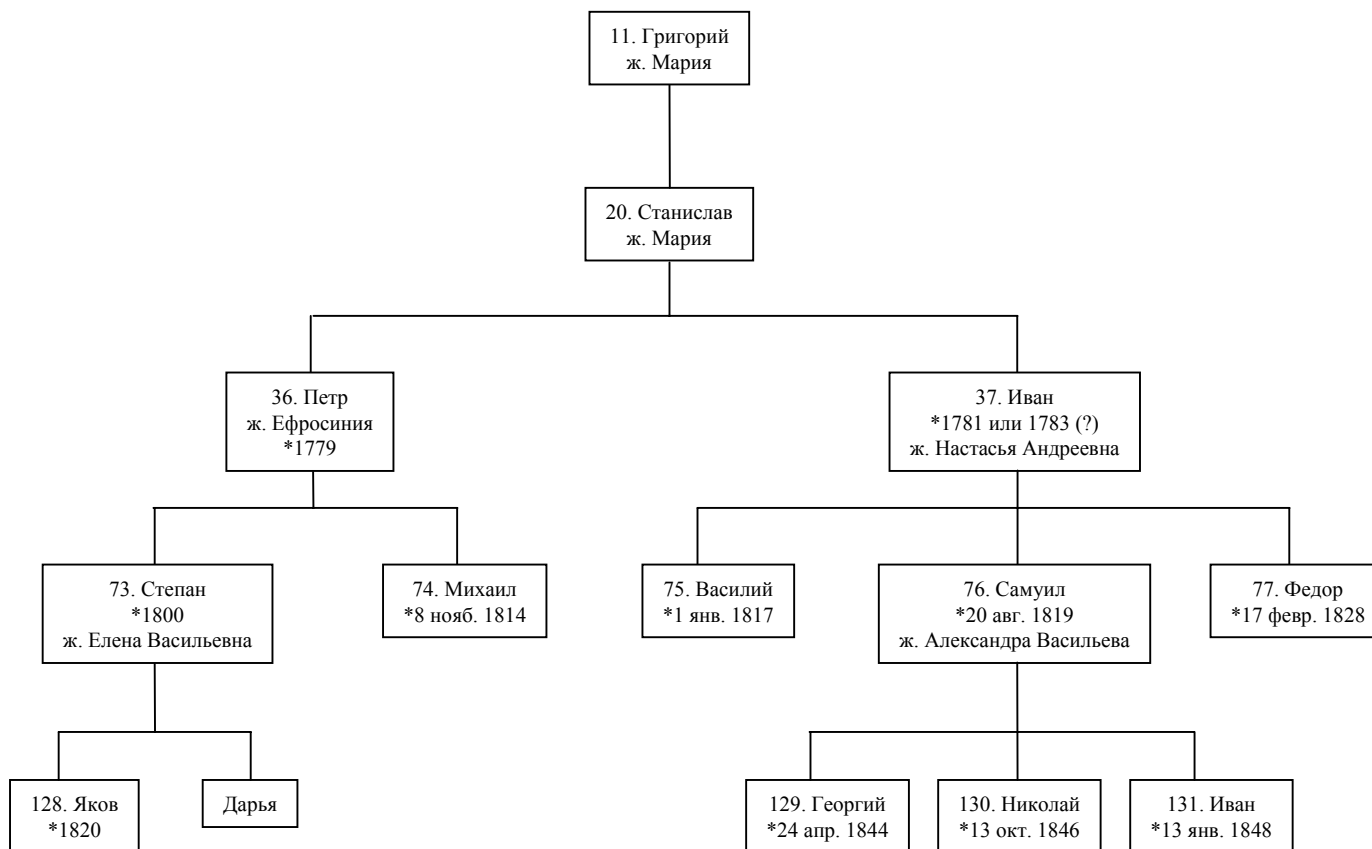 11. Григорий
ж. Мария
20. Станислав
ж. Мария
36. Петр
ж. Ефросиния
*1779
37. Иван
*1781 или 1783 (?)
ж. Настасья Андреевна
73. Степан
*1800
ж. Елена Васильевна
74. Михаил
*8 нояб. 1814
75. Василий
*1 янв. 1817
76. Самуил
*20 авг. 1819
ж. Александра Васильева
77. Федор
*17 февр. 1828
128. Яков
*1820
Дарья
129. Георгий
*24 апр. 1844
130. Николай
*13 окт. 1846
131. Иван
*13 янв. 1848